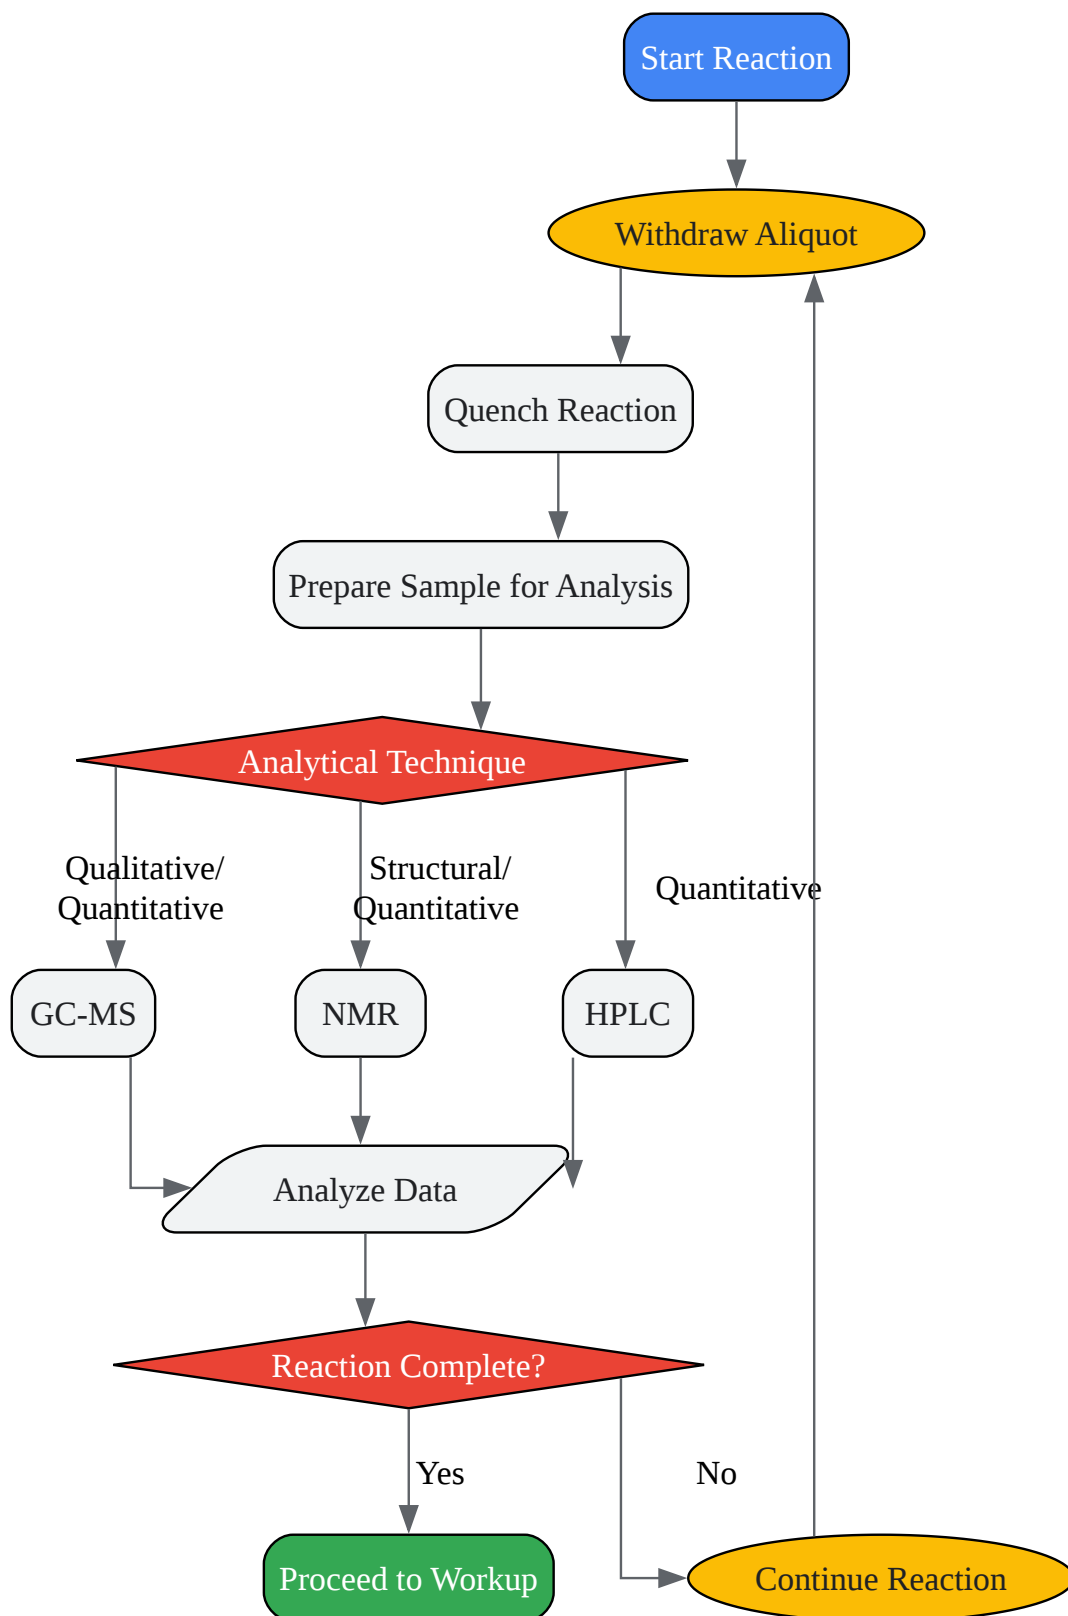 Start Reaction
Withdraw Aliquot
Quench Reaction
Prepare Sample for Analysis
Analytical Technique
Qualitative/
Quantitative
Structural/
Quantitative
Quantitative
GC-MS
NMR
HPLC
Analyze Data
Reaction Complete?
Yes
No
Proceed to Workup
Continue Reaction